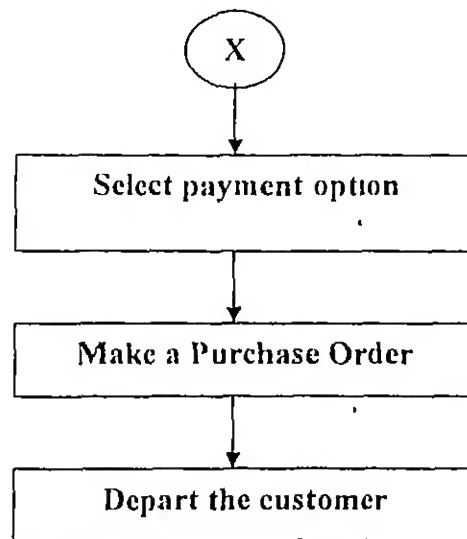 X
Select payment option
Make a Purchase Order
Depart the customer